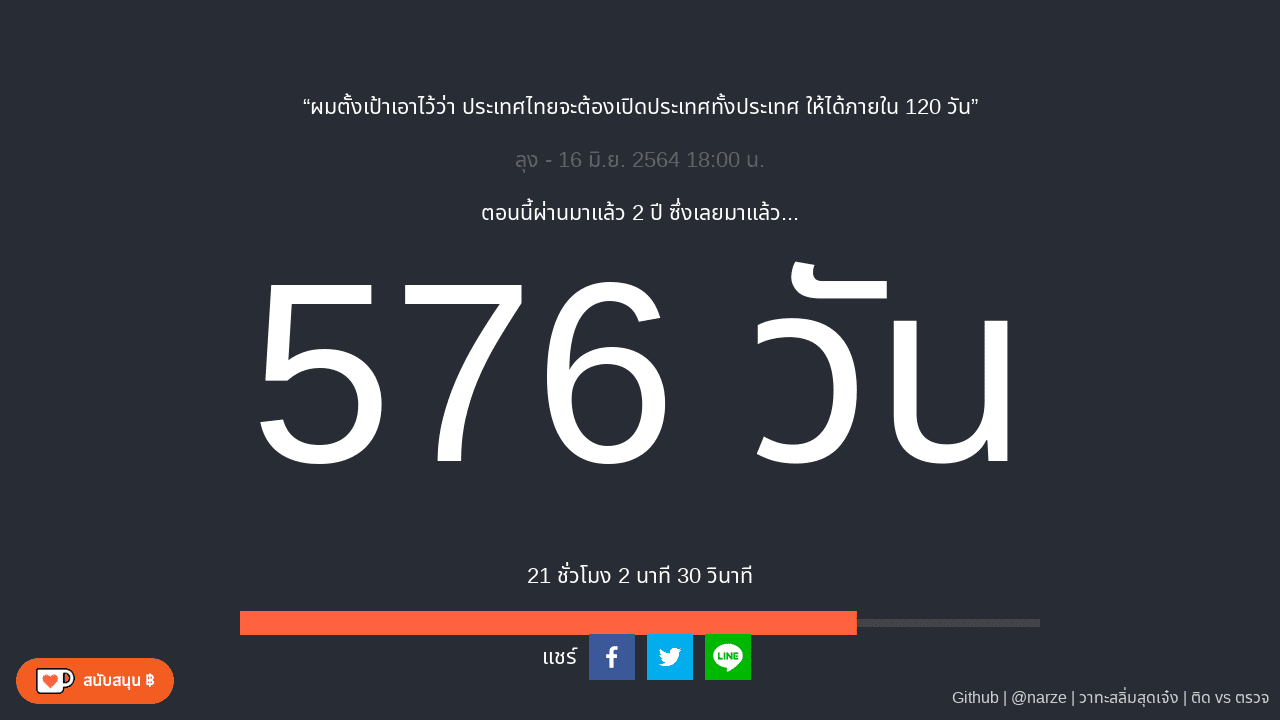 “ผมตั้งเป้าเอาไว้ว่า ประเทศไทยจะต้องเปิดประเทศทั้งประเทศ ให้ได้ภายใน 120 วัน”
ลุง - 16 มิ.ย. 2564 18:00 น.
ตอนนี้ผ่านมาแล้ว 2 ปี ซึ่งเลยมาแล้ว...
576 วัน
21 ชั่วโมง 2 นาที 30 วินาที
แชร์
LINE
สนับสนุน ฿
Github | @narze | วาทะสลิ่มสุดเจ๋ง | ติด vs ตรวจ